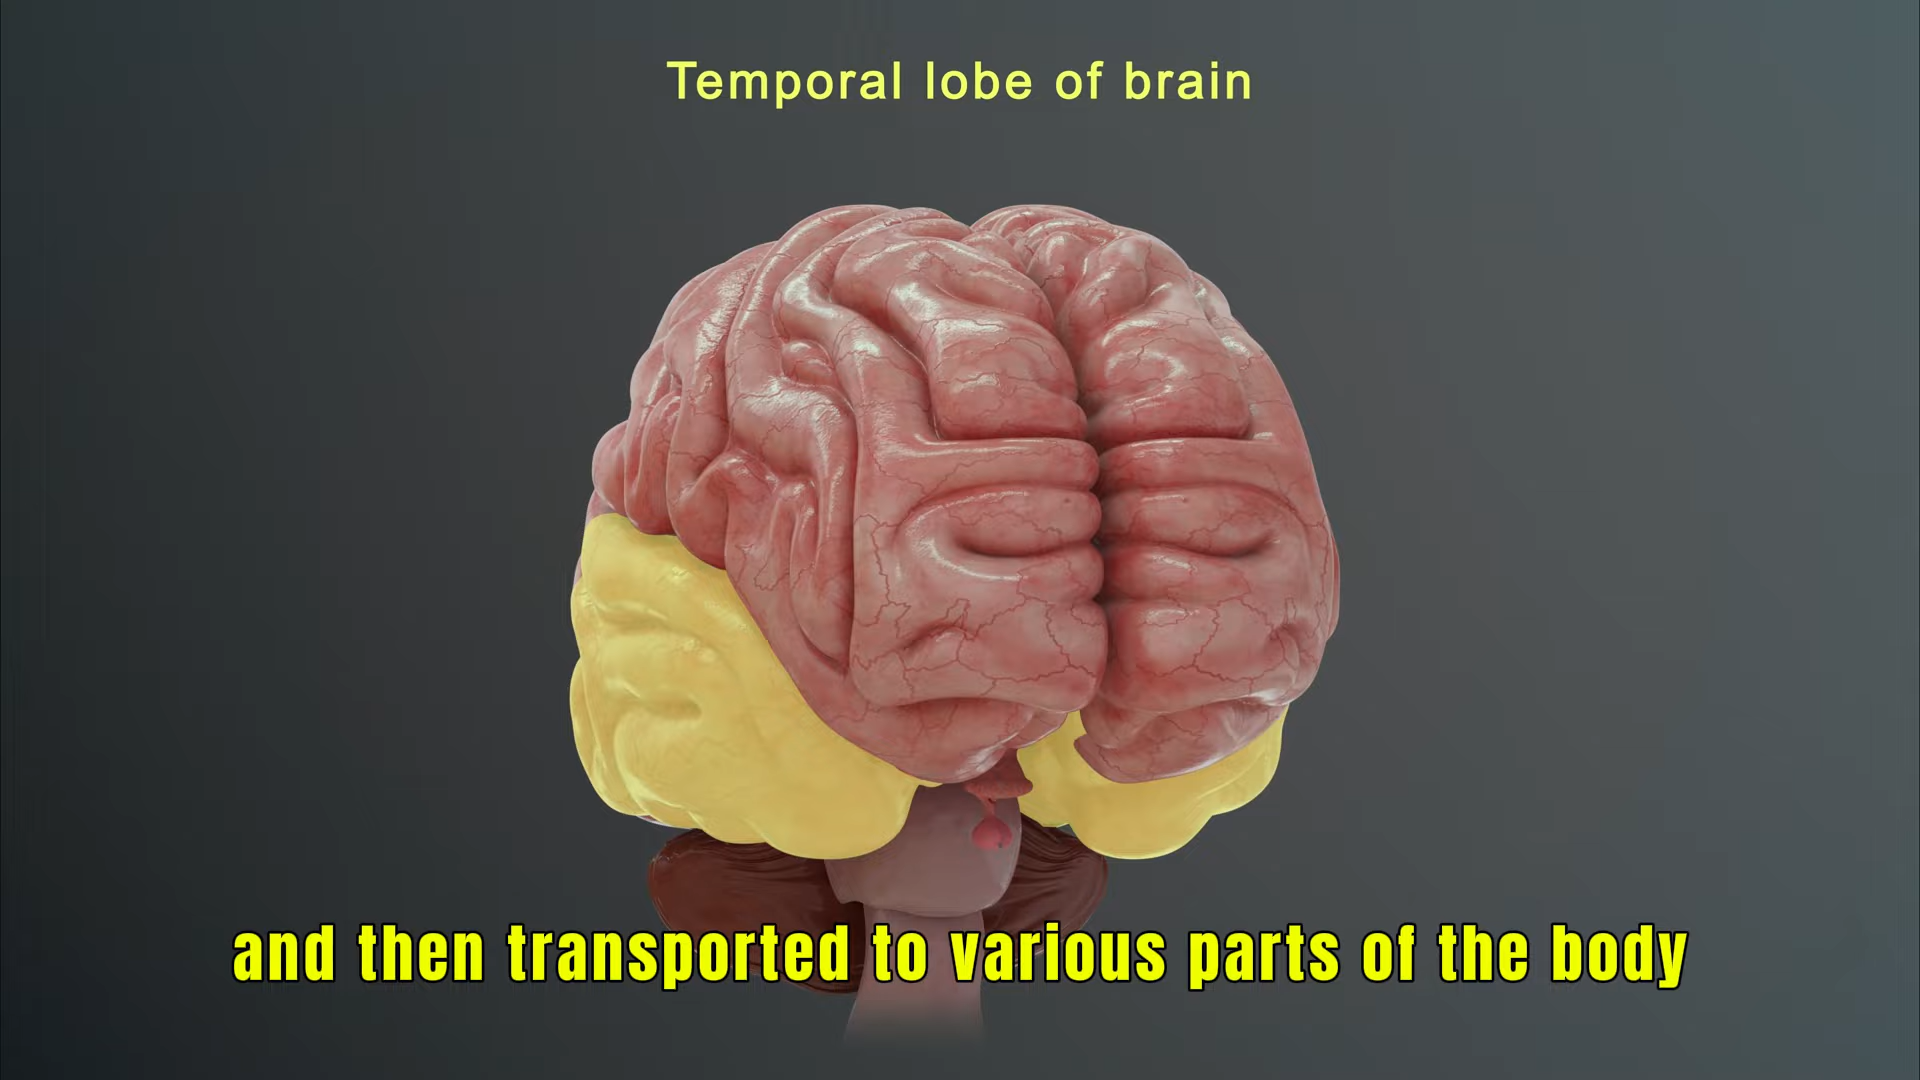 Temporal lobe of brain
and then transported to various parts of the body